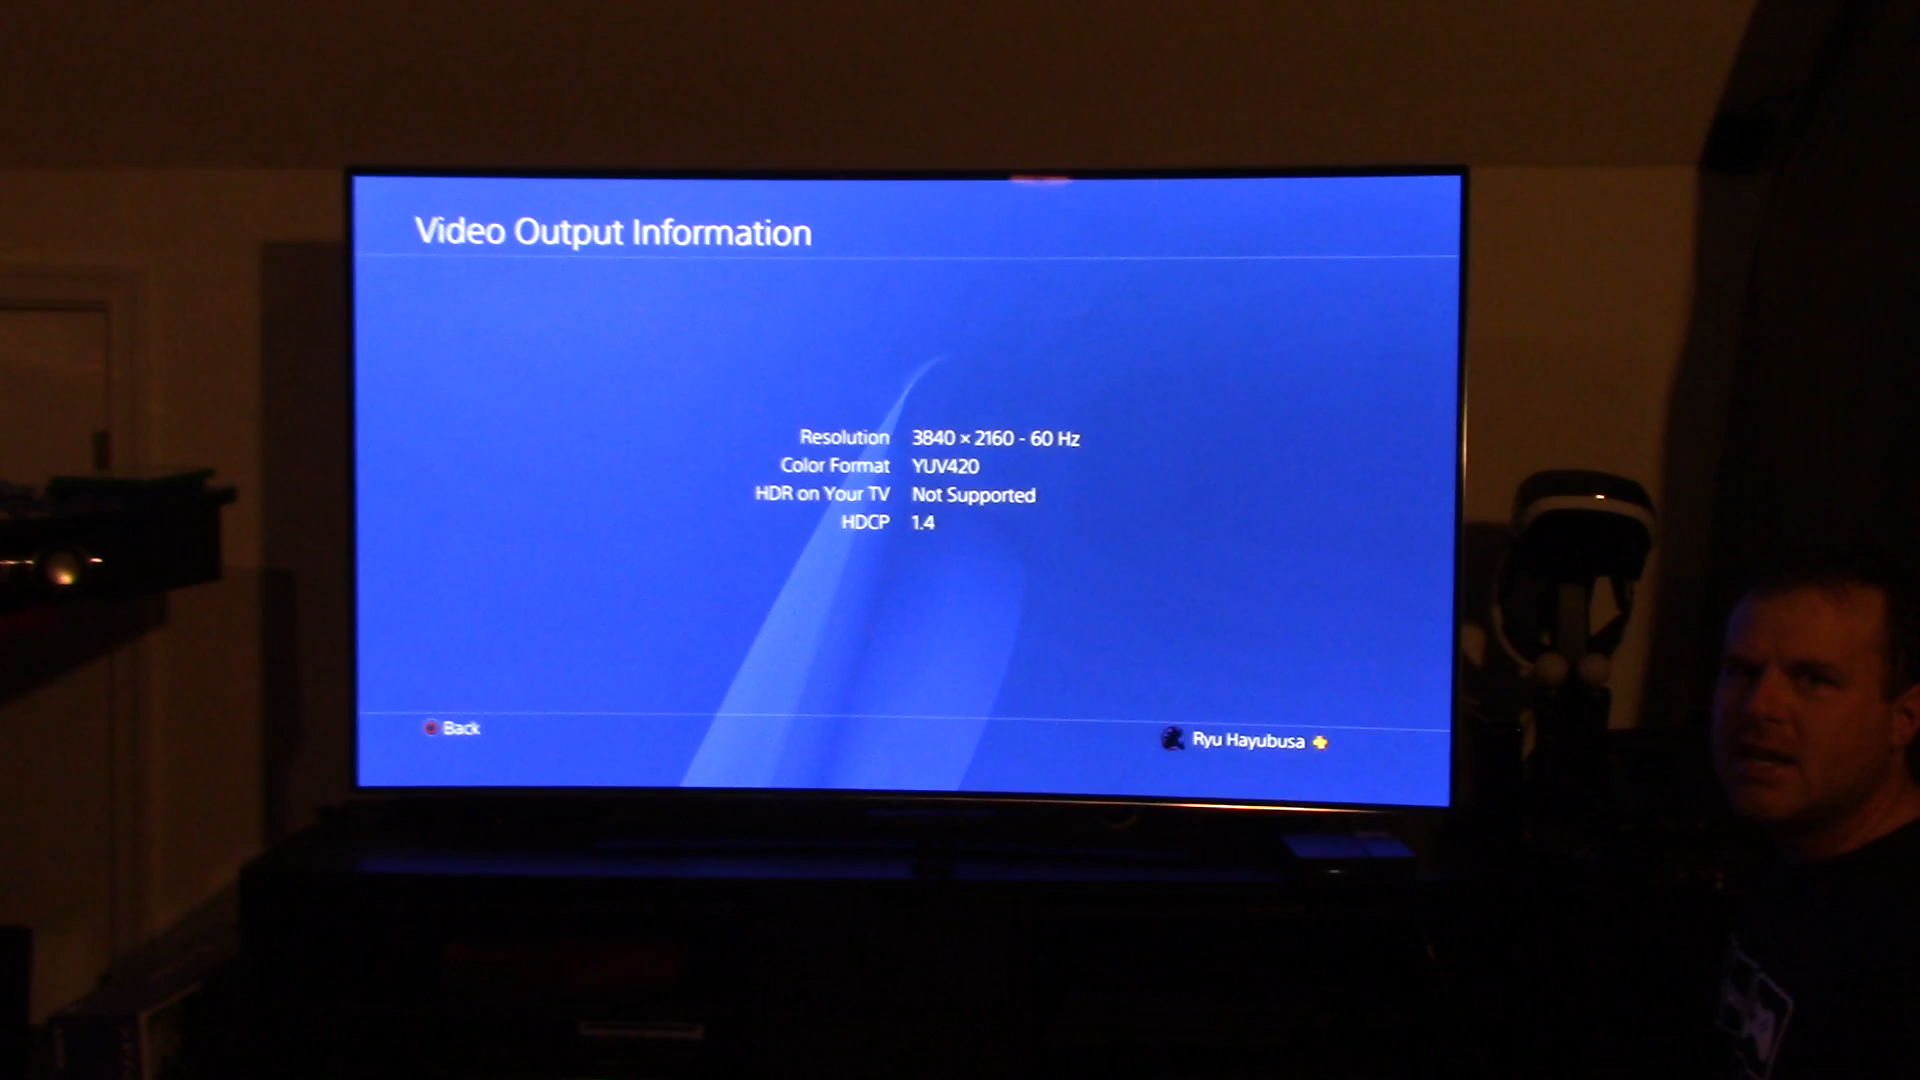 Video Output Information
Resolution 3840 × 2160 - 60 Hz
Color Format YUV420
HDR on Your TV Not Supported
HDCP 1.4
Back
Ryu Hayubusa